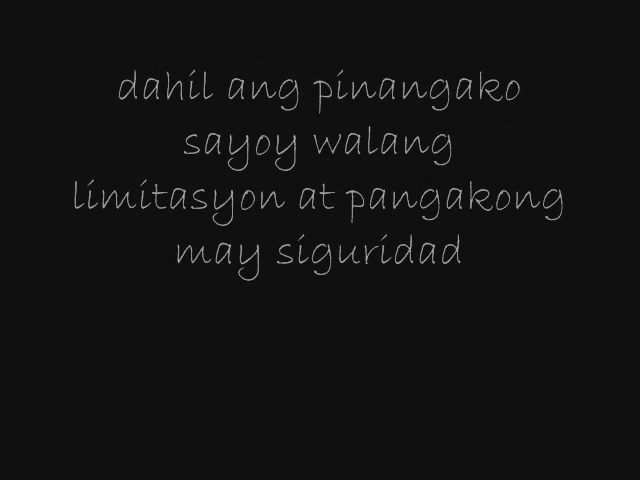 dahil ang pinangako
sayoy walang
limitasyon at pangakong
may siguridad